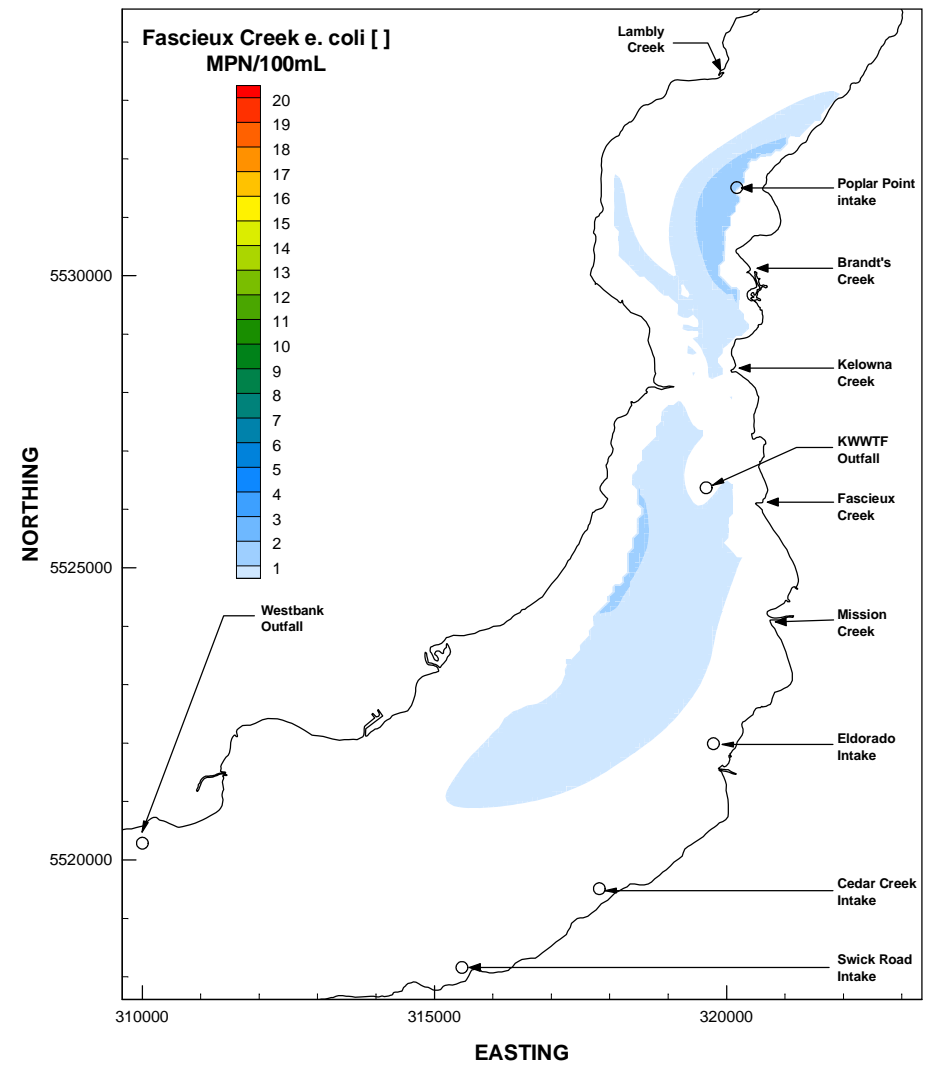 Fascieux Creek e. coli [ ]
MPN/100mL
20
19
18
17
16
15
14
13
12
11
10
9
8
7
6
5
4
3
2
1
Lambly
Creek
Poplar Point
intake
Brandt's
Creek
Kelowna
Creek
KWWTF
Outfall
Fascieux
Creek
Mission
Creek
Eldorado
Intake
Cedar Creek
Intake
Swick Road
Intake
Westbank
Outfall
NORTHING
5530000
5525000
5520000
310000
315000
320000
EASTING